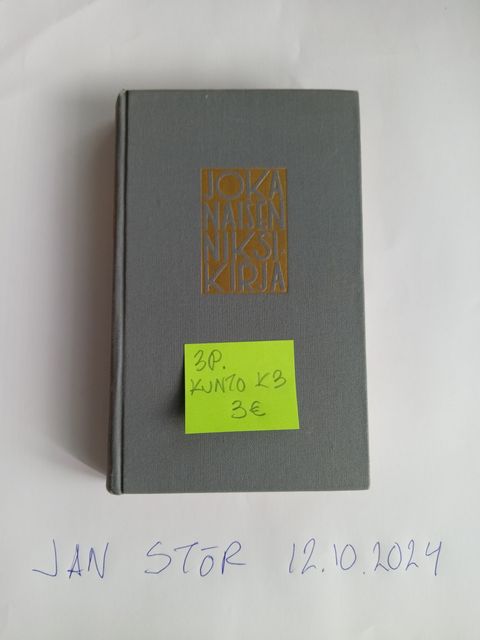 JOKA
NAISEN
NIKSI
KIRJA
3P.
KUNTO K3
3€
JAN STÖR 12.10.2024